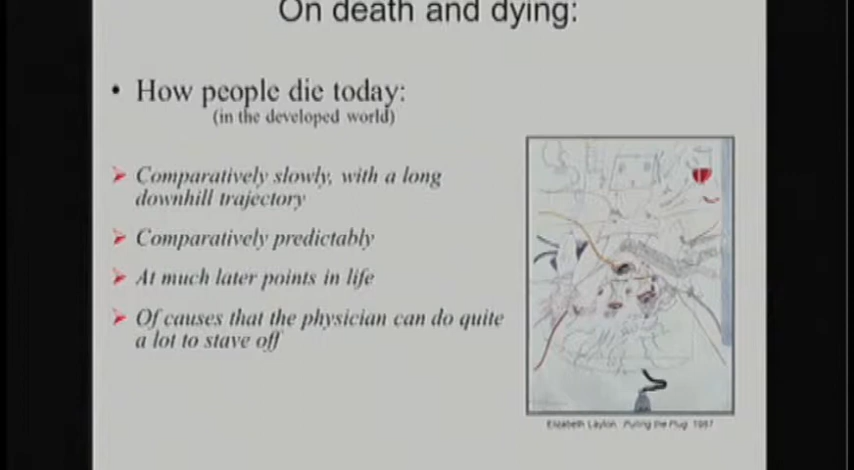 On death and dying:
• How people die today:
(in the developed world)
➢ Comparatively slowly, with a long
downhill trajectory
➢ Comparatively predictably
➢ At much later points in life
➢ Of causes that the physician can do quite
a lot to stave off
Elizabeth Layton Pulling the Plug 1987